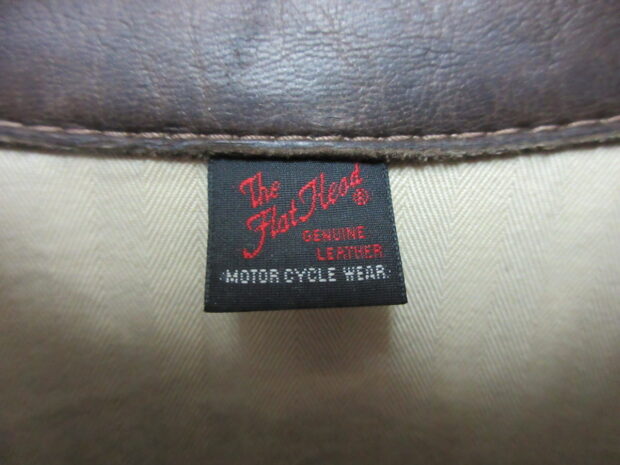 The
Flat Head®
GENUINE
LEATHER
MOTOR CYCLE WEAR